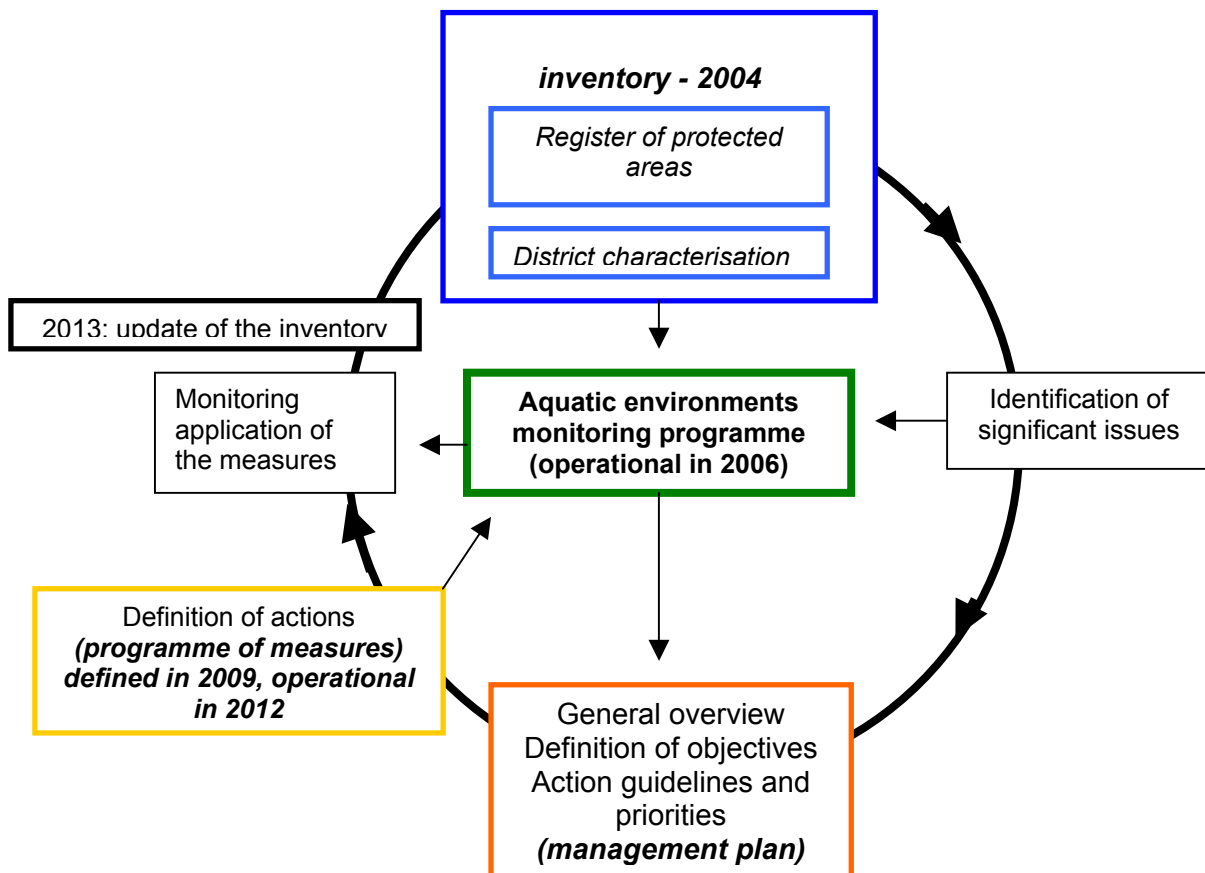 inventory - 2004
Register of protected
areas
District characterisation
2013: update of the inventory
Monitoring
application of
the measures
Aquatic environments
monitoring programme
(operational in 2006)
Identification of
significant issues
Definition of actions
(programme of measures)
defined in 2009, operational
in 2012
General overview
Definition of objectives
Action guidelines and
priorities
(management plan)